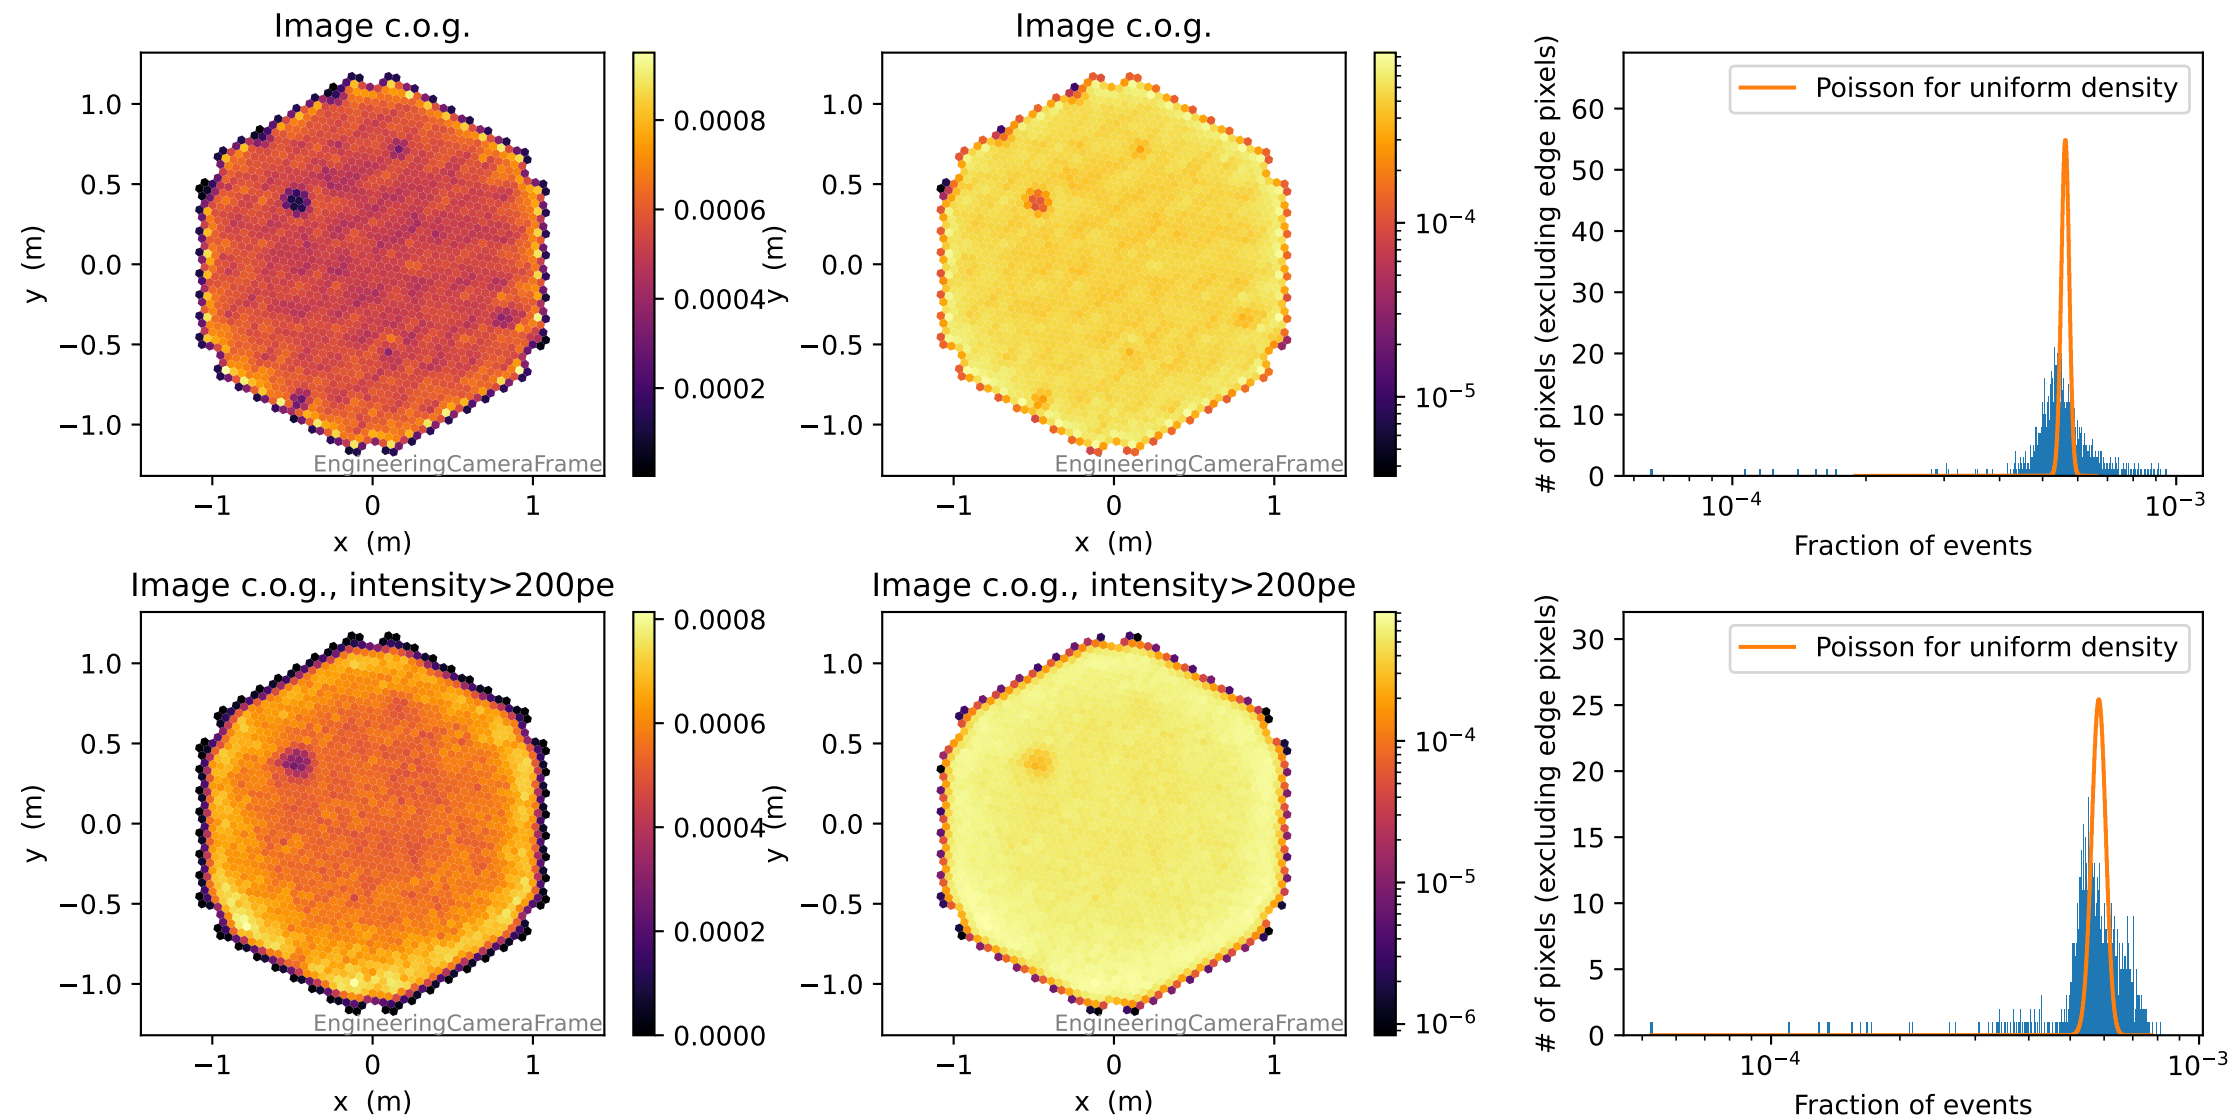 Image c.o.g.
1.0
0.5
0.0
−0.5
−1.0
y (m)
−1
0
1
x (m)
EngineeringCameraFrame
0.0008
0.0006
0.0004
0.0002
Image c.o.g.
1.0
0.5
0.0
−0.5
−1.0
y (m)
−1
0
1
x (m)
EngineeringCameraFrame
10⁻⁴
10⁻⁵
# of pixels (excluding edge pixels)
60
50
40
30
20
10
0
Poisson for uniform density
10⁻⁴
10⁻³
Fraction of events
Image c.o.g., intensity>200pe
1.0
0.5
0.0
−0.5
−1.0
y (m)
−1
0
1
x (m)
EngineeringCameraFrame
0.0008
0.0006
0.0004
0.0002
0.0000
Image c.o.g., intensity>200pe
1.0
0.5
0.0
−0.5
−1.0
y (m)
−1
0
1
x (m)
EngineeringCameraFrame
10⁻⁴
10⁻⁵
10⁻⁶
# of pixels (excluding edge pixels)
30
25
20
15
10
5
0
Poisson for uniform density
10⁻⁴
10⁻³
Fraction of events